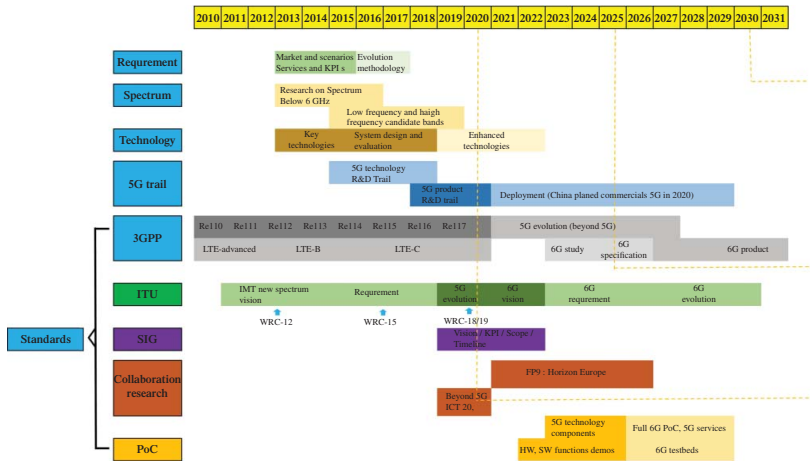 2010 2011 2012 2013 2014 2015 2016 2017 2018 2019 2020 2021 2022 2023 2024 2025 2026 2027 2028 2029 2030 2031
Requrement
Market and scenarios
Services and KPI s
Evolution
methodology
Spectrum
Research on Spectrum
Below 6 GHz
Low frequency and haigh
frequency candidate bands
Technology
Key
technologies
System design and
evaluation
Enhanced
technologies
5G trail
5G technology
R&D Trail
5G product
R&D trail
Deployment (China planed commercials 5G in 2020)
Standards
3GPP
Re110 Re111 Re112 Re113 Re114 Re115 Re116 Re117
5G evolution (beyond 5G)
LTE-advanced
LTE-B
LTE-C
6G study
6G
specification
6G product
ITU
IMT new spectrum
vision
Requrement
5G
evolution
6G
vision
6G
requrement
6G
evolution
WRC-12
WRC-15
WRC-18/19
SIG
Vision / KPI / Scope /
Timeline
Collaboration
research
FP9 : Horizon Europe
Beyond 5G
ICT 20,
PoC
5G technology
components
Full 6G PoC, 5G services
HW, SW functions demos
6G testbeds